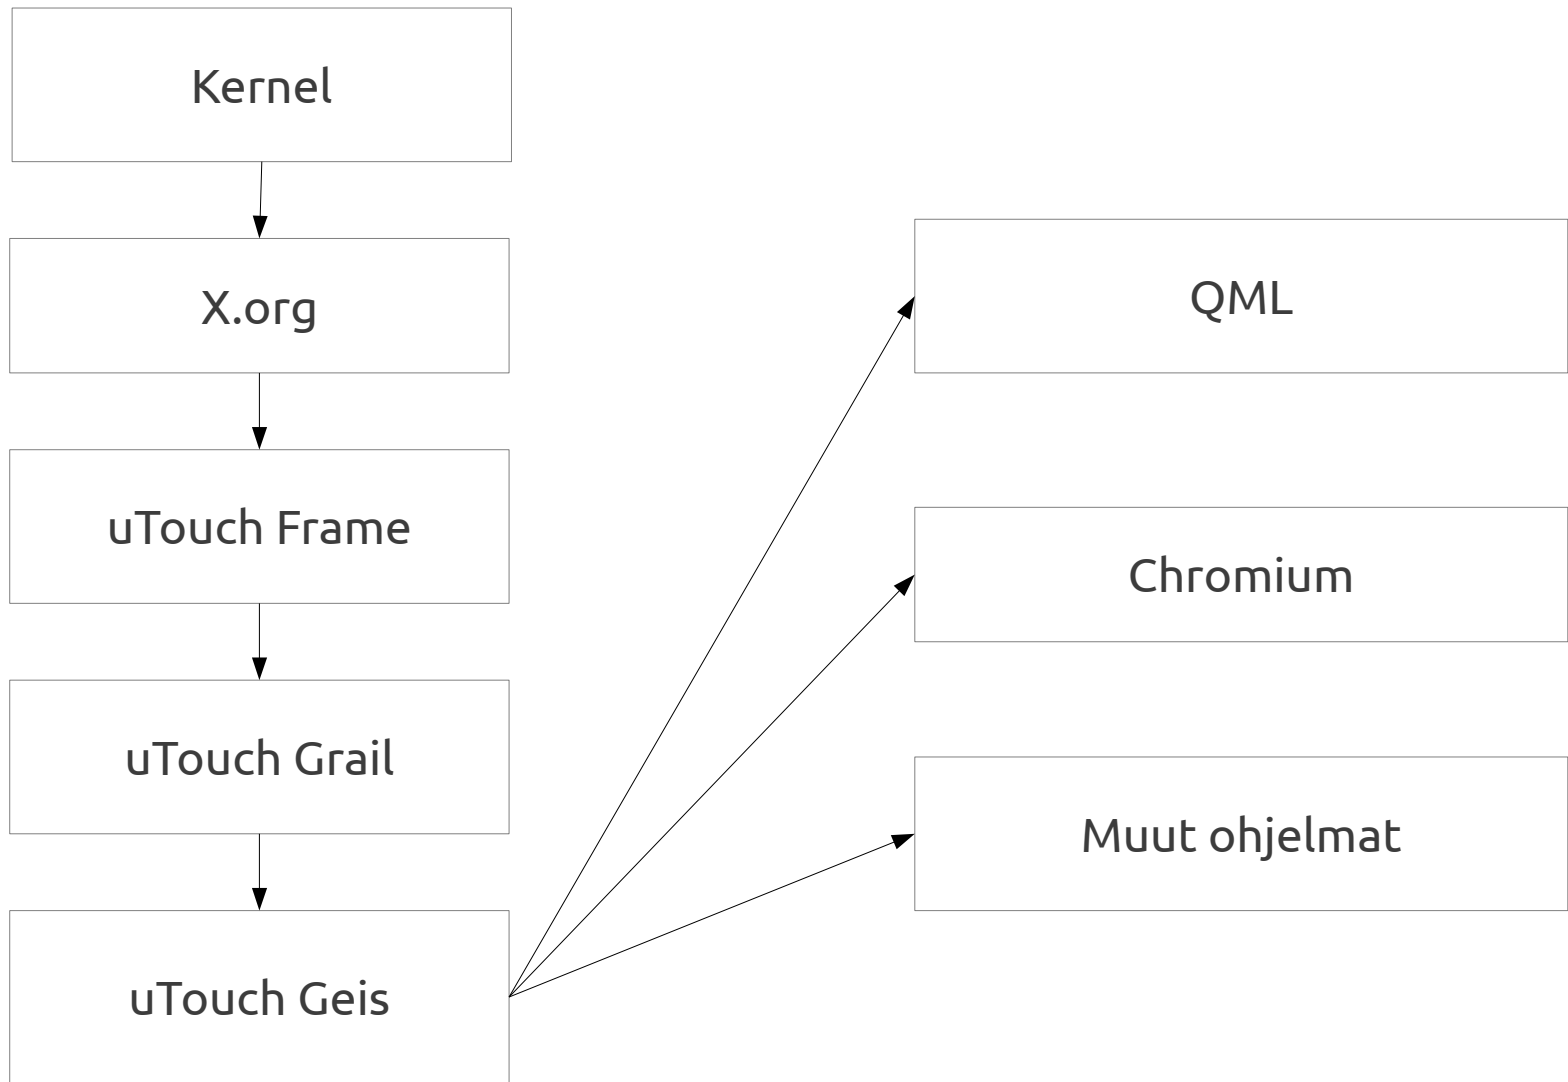 Kernel
X.org
uTouch Frame
uTouch Grail
uTouch Geis
QML
Chromium
Muut ohjelmat